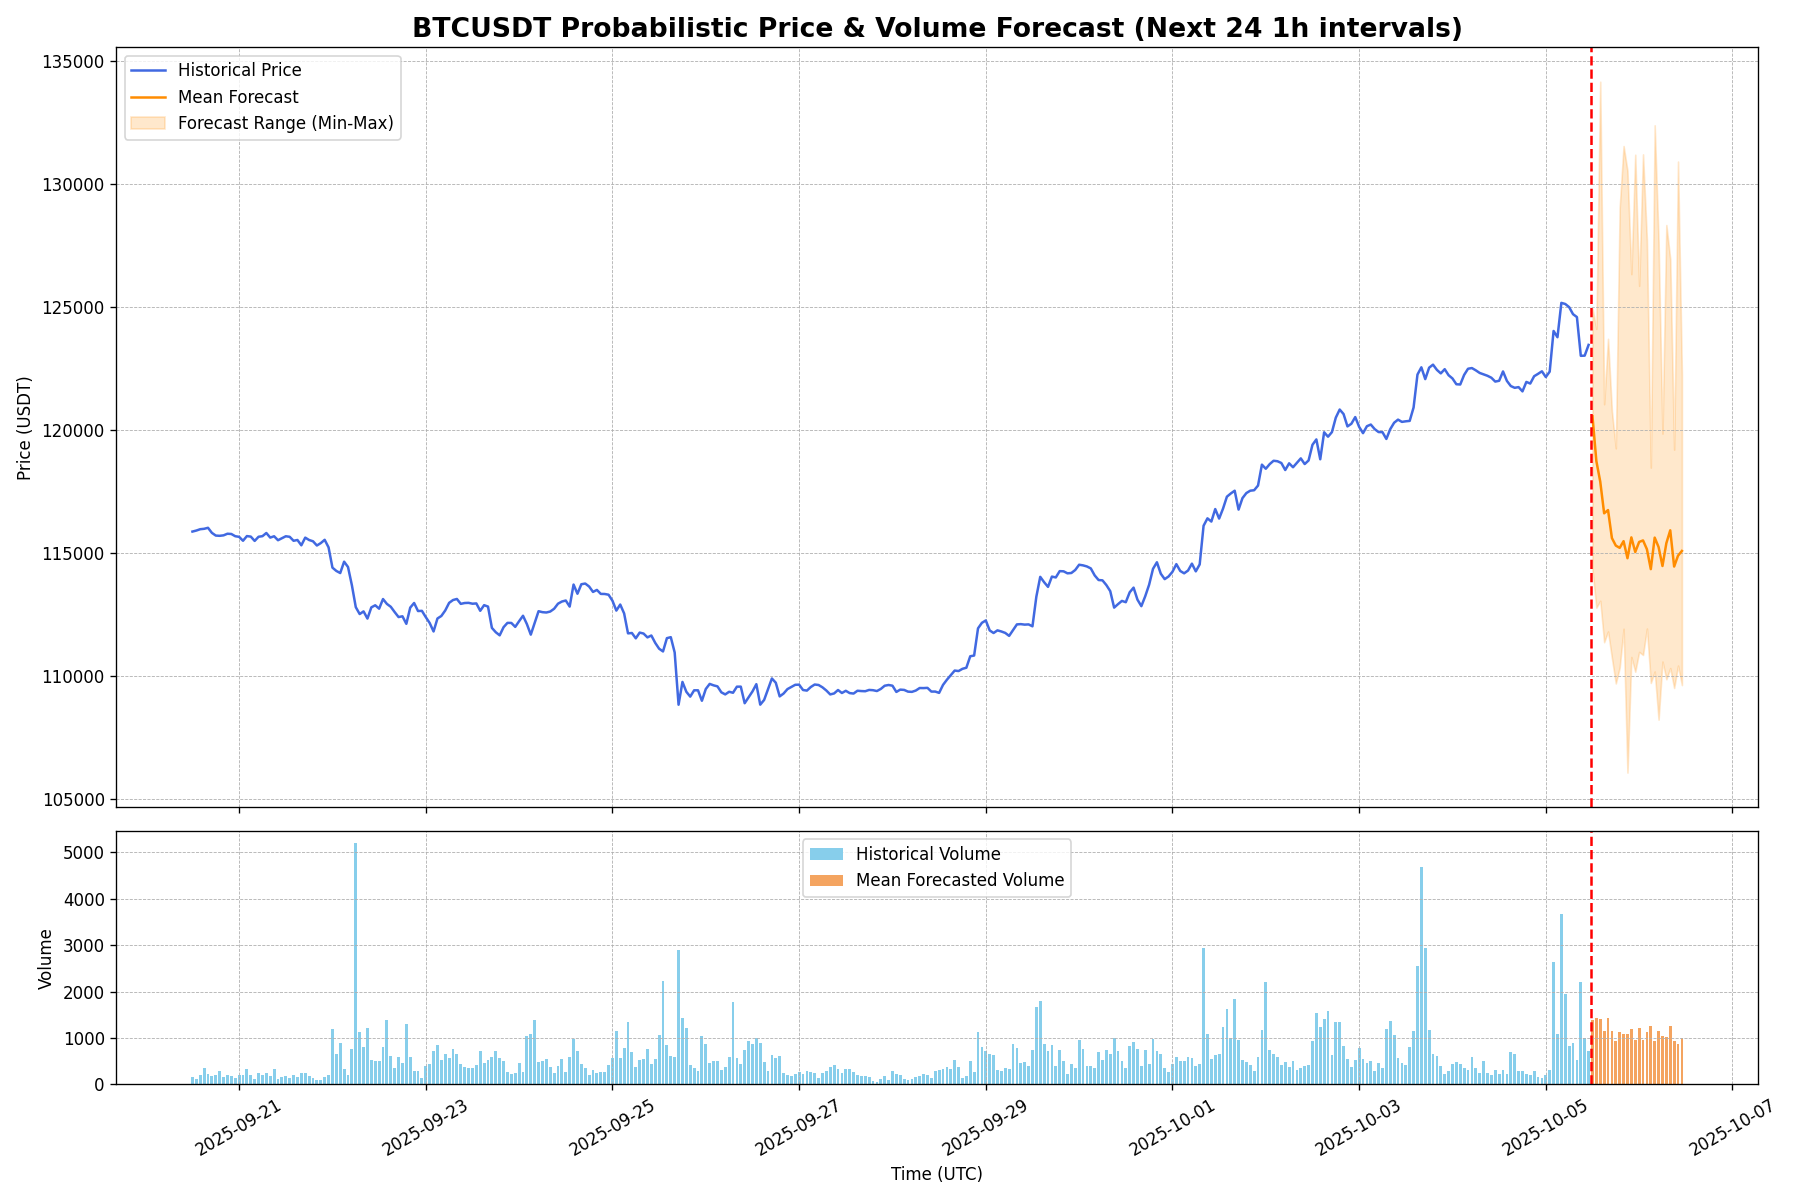 BTCUSDT Probabilistic Price & Volume Forecast (Next 24 1h intervals)
135000
130000
125000
120000
115000
110000
105000
Price (USDT)
Historical Price
Mean Forecast
Forecast Range (Min-Max)
5000
4000
3000
2000
1000
0
Volume
Historical Volume
Mean Forecasted Volume
2025-09-21
2025-09-23
2025-09-25
2025-09-27
2025-09-29
2025-10-01
2025-10-03
2025-10-05
2025-10-07
Time (UTC)